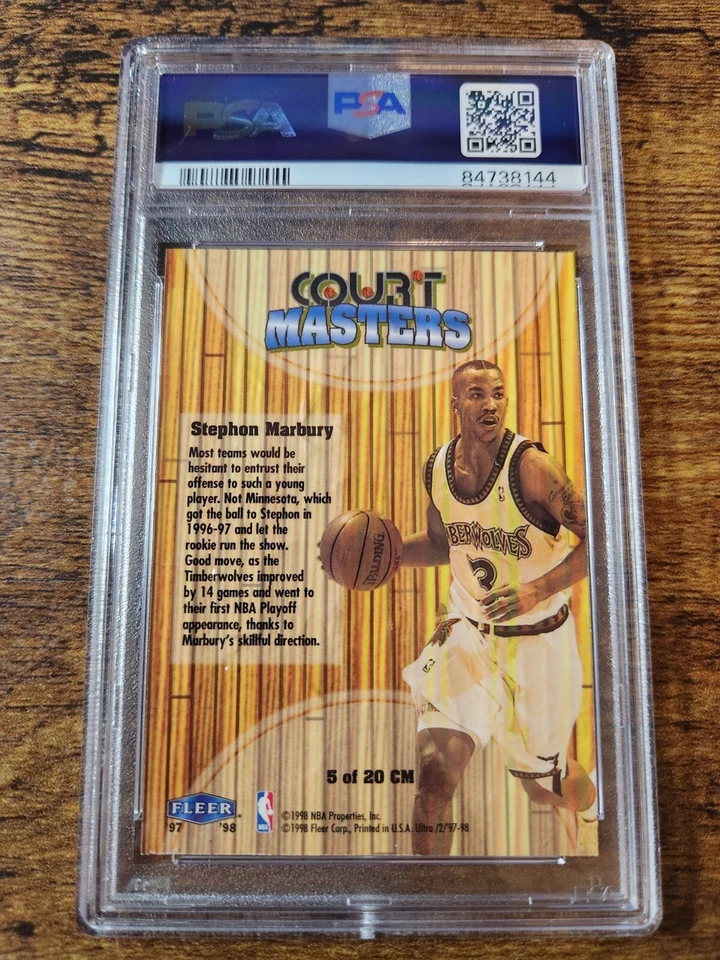 PSA
PSA
84738144
COURT
MASTERS
Stephon Marbury
Most teams would be
hesitant to entrust their
offense to such a young
player. Not Minnesota, which
got the ball to Stephon in
1996-97 and let the
rookie run the show.
Good move, as the
Timberwolves improved
by 14 games and went to
their first NBA Playoff
appearance, thanks to
Marbury's skillful direction.
SPALDING
BERWOLVES
3
5 of 20 CM
FLEER
97 '98
©1998 NBA Properties, Inc.
©1998 Fleer Corp., Printed in U.S.A. Ultra /2/'97-98